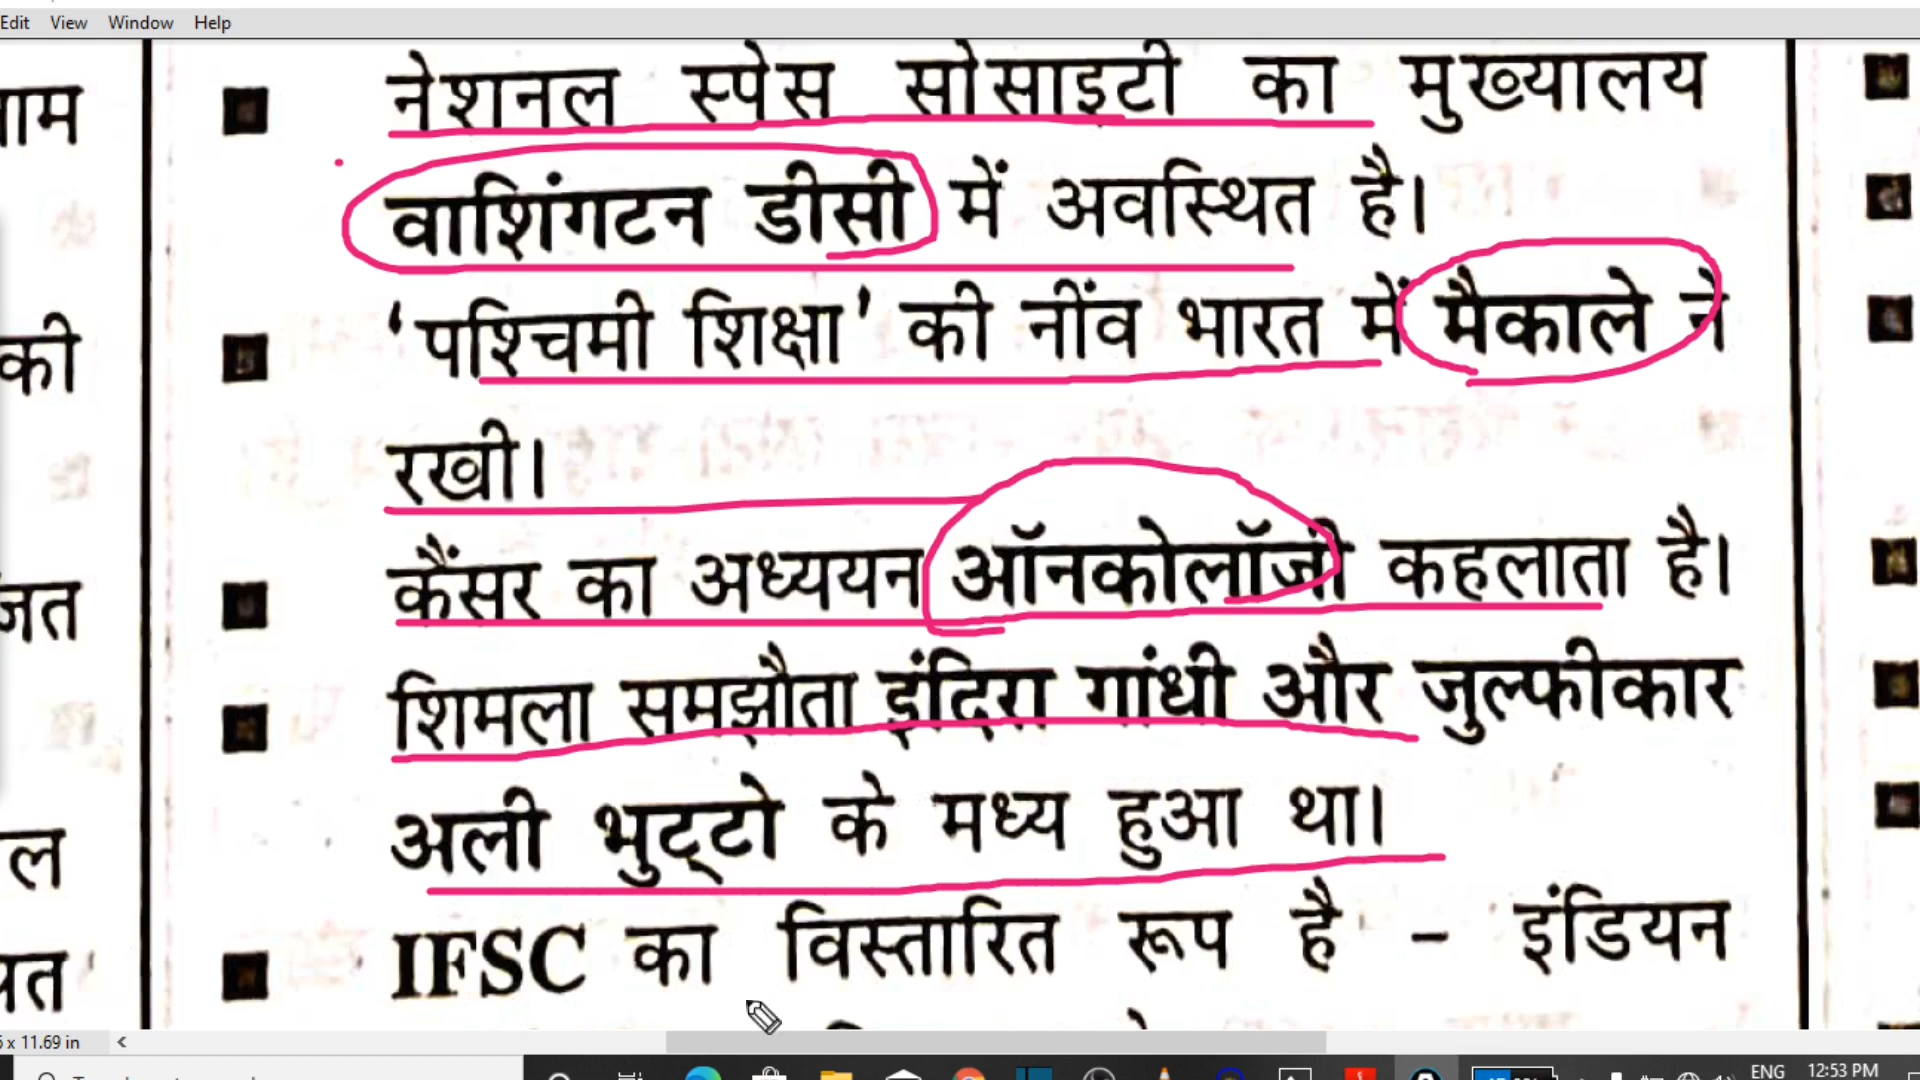 Edit View Window Help
नेशनल स्पेस सोसाइटी का मुख्यालय
वाशिंगटन डीसी में अवस्थित है।
'पश्चिमी शिक्षा' की नींव भारत में मैकाले ने
रखी।
कैंसर का अध्ययन ऑनकोलॉजी कहलाता है।
शिमला समझौता इंदिरा गांधी और जुल्फीकार
अली भुट्टो के मध्य हुआ था।
IFSC का विस्तारित रूप है - इंडियन
की
x 11.69 in
ENG 12:53 PM